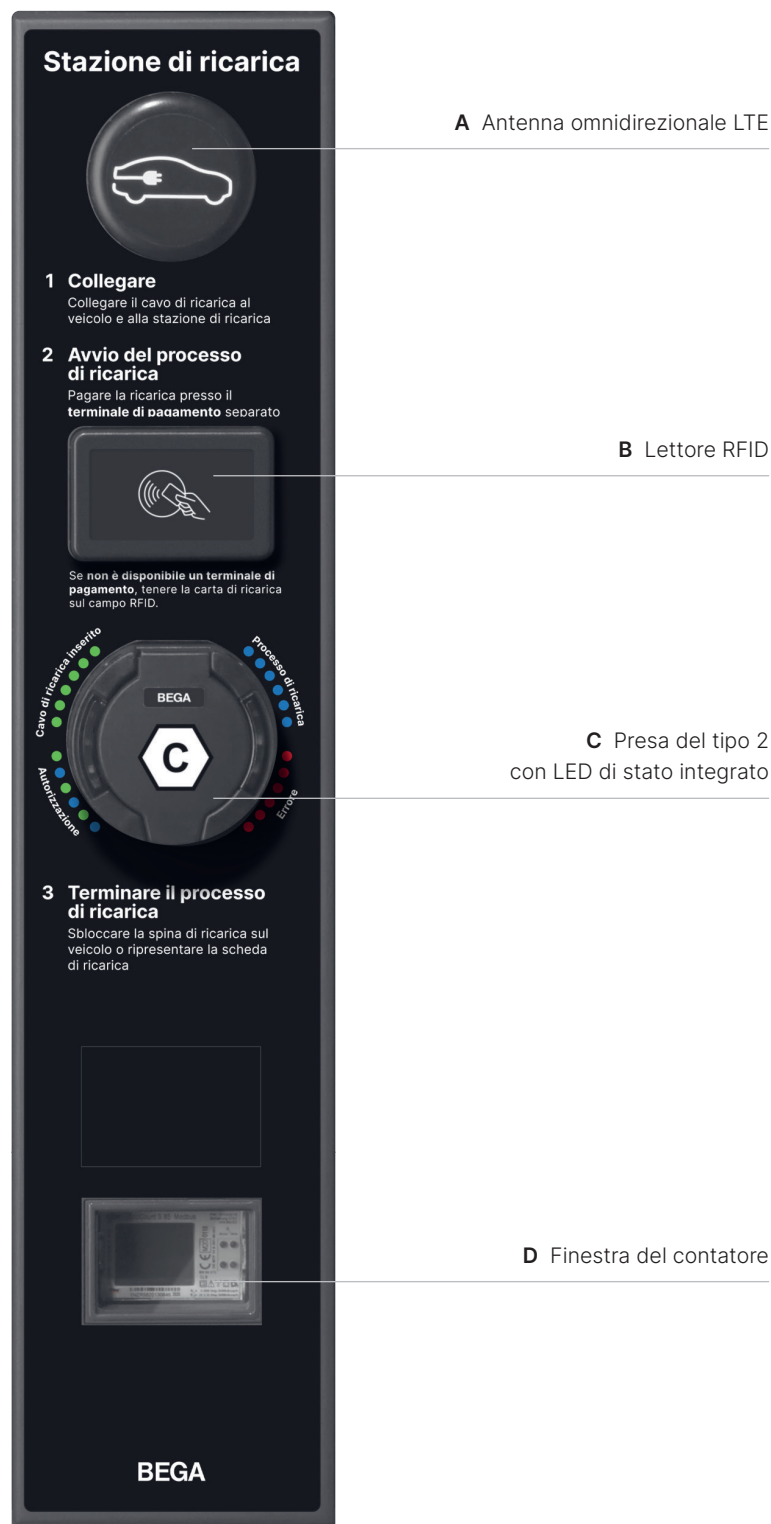 Stazione di ricarica
A Antenna omnidirezionale LTE
1 Collegare
Collegare il cavo di ricarica al
veicolo e alla stazione di ricarica
2 Avvio del processo
di ricarica
Pagare la ricarica presso il
terminale di pagamento separato
B Lettore RFID
Se non è disponibile un terminale di
pagamento, tenere la carta di ricarica
sul campo RFID.
Cavo di ricarica inserito
Processo di ricarica
BEGA
C
C Presa del tipo 2
con LED di stato integrato
Autorizzazione
Errore
3 Terminare il processo
di ricarica
Sbloccare la spina di ricarica sul
veicolo o ripresentare la scheda
di ricarica
D Finestra del contatore
BEGA